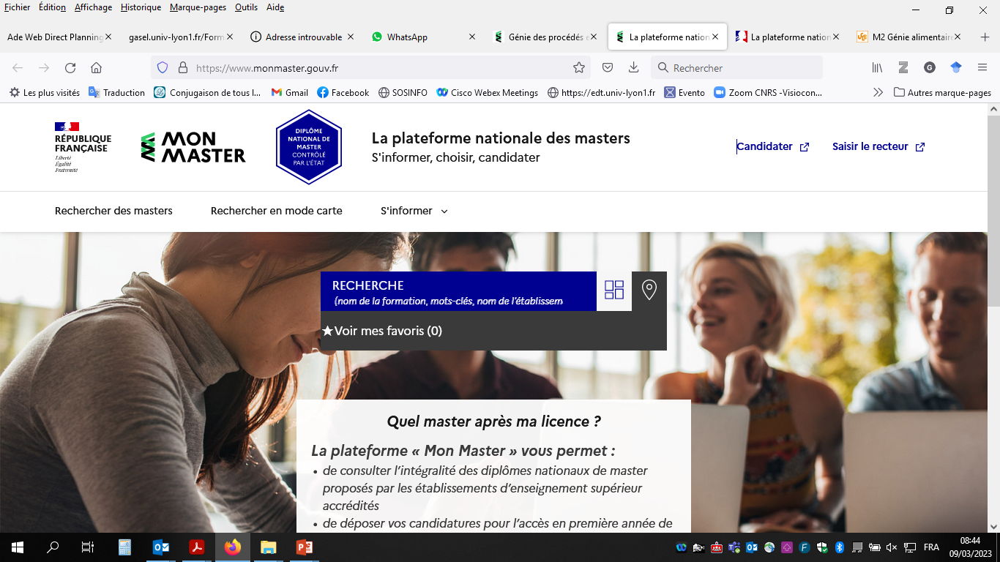 Fichier Édition Affichage Historique Marque-pages Outils Aide
Ade Web Direct Planning
gasel.univ-lyon1.fr/Form
Adresse introuvable
WhatsApp
Génie des procédés e
La plateforme nation
La plateforme nation
M2 Génie alimentaire
https://www.monmaster.gouv.fr
Rechercher
Les plus visités
Traduction
Conjugaison de tous l...
Gmail
Facebook
SOSINFO
Cisco Webex Meetings
https://edt.univ-lyon1.fr
Evento
Zoom CNRS -Visiocon...
Autres marque-pages
RÉPUBLIQUE
FRANÇAISE
Liberté
Égalité
Fraternité
MON
MASTER
DIPLÔME
NATIONAL DE
MASTER
CONTRÔLÉ
PAR L'ÉTAT
La plateforme nationale des masters
S'informer, choisir, candidater
Candidater
Saisir le recteur
Rechercher des masters
Rechercher en mode carte
S'informer
RECHERCHE
(nom de la formation, mots-clés, nom de l'établissem
Voir mes favoris (0)
Quel master après ma licence ?
La plateforme « Mon Master » vous permet :
• de consulter l'intégralité des diplômes nationaux de master
proposés par les établissements d'enseignement supérieur
accrédités
• de déposer vos candidatures pour l'accès en première année de
FRA
08:44
09/03/2023